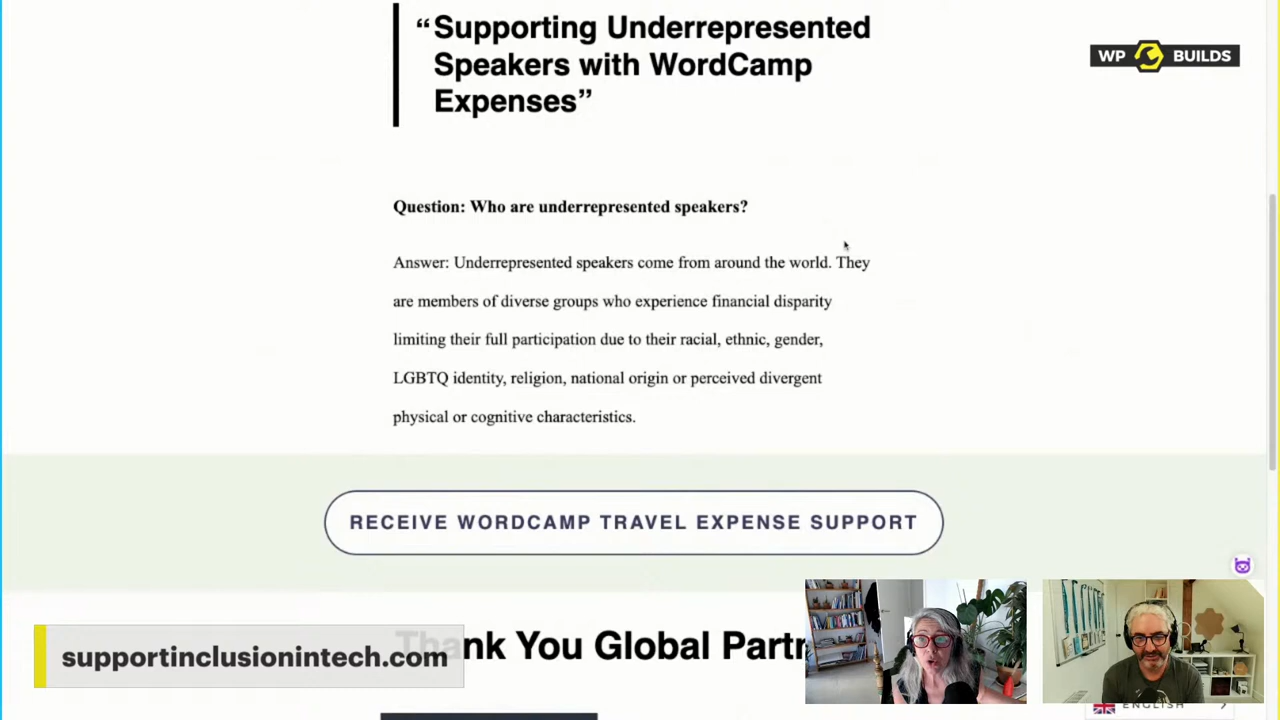 “Supporting Underrepresented
Speakers with WordCamp
Expenses”
WP BUILDS
Question: Who are underrepresented speakers?
Answer: Underrepresented speakers come from around the world. They
are members of diverse groups who experience financial disparity
limiting their full participation due to their racial, ethnic, gender,
LGBTQ identity, religion, national origin or perceived divergent
physical or cognitive characteristics.
RECEIVE WORDCAMP TRAVEL EXPENSE SUPPORT
Thank You Global Partn
supportinclusionintech.com
ENGLISH